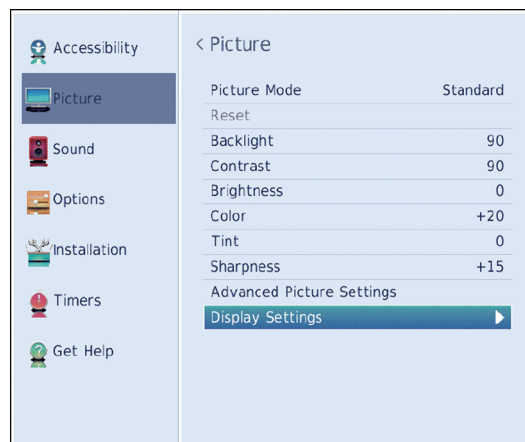 Accessibility
Picture
Sound
Options
Installation
Timers
Get Help
< Picture
Picture Mode Standard
Reset
Backlight 90
Contrast 90
Brightness 0
Color +20
Tint 0
Sharpness +15
Advanced Picture Settings
Display Settings